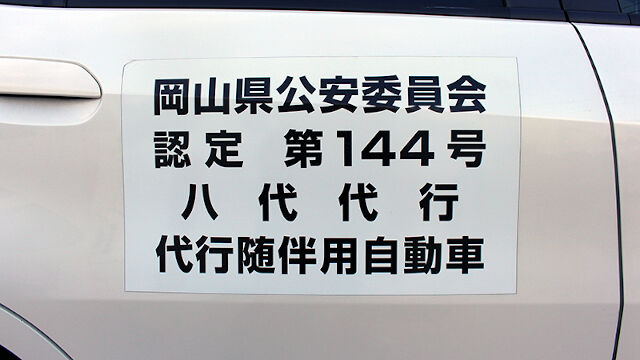 岡山県公安委員会
認定 第144号
八代代行
代行随伴用自動車